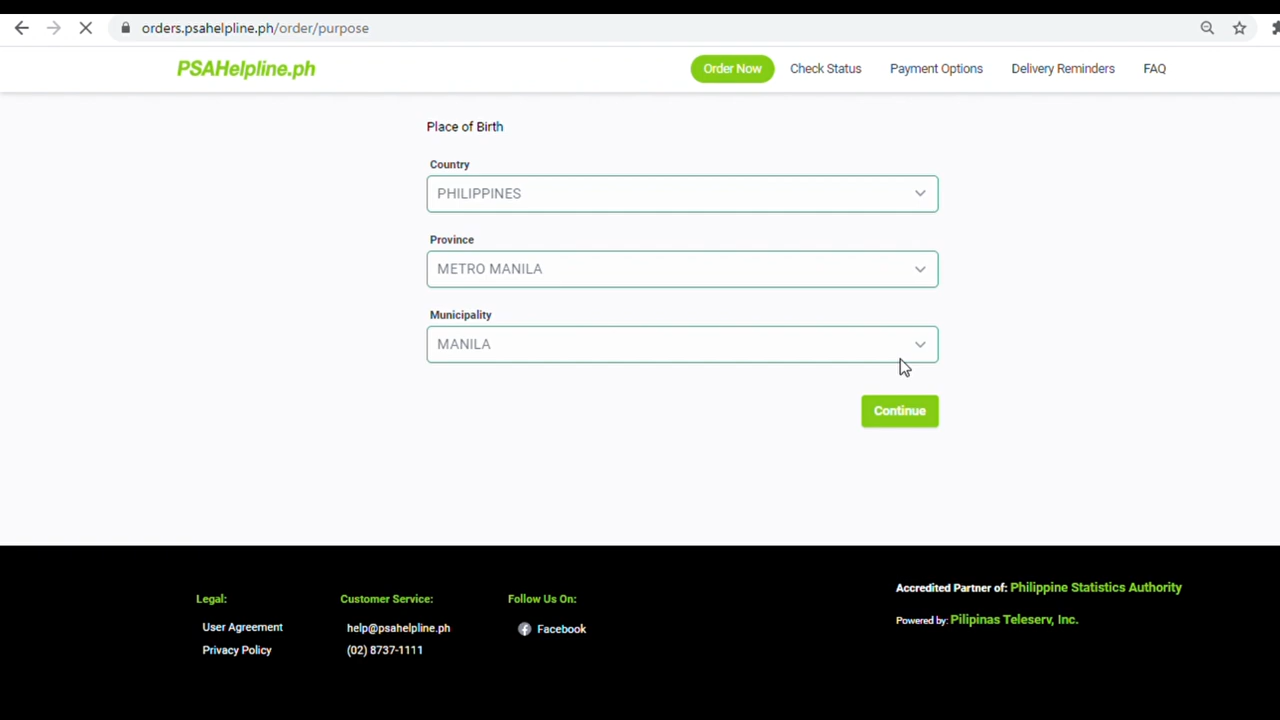 orders.psahelpline.ph/order/purpose
PSAHelpline.ph
Order Now
Check Status
Payment Options
Delivery Reminders
FAQ
Place of Birth
Country
PHILIPPINES
Province
METRO MANILA
Municipality
MANILA
Continue
Legal:
User Agreement
Privacy Policy
Customer Service:
help@psahelpline.ph
(02) 8737-1111
Follow Us On:
Facebook
Accredited Partner of: Philippine Statistics Authority
Powered by: Pilipinas Teleserv, Inc.